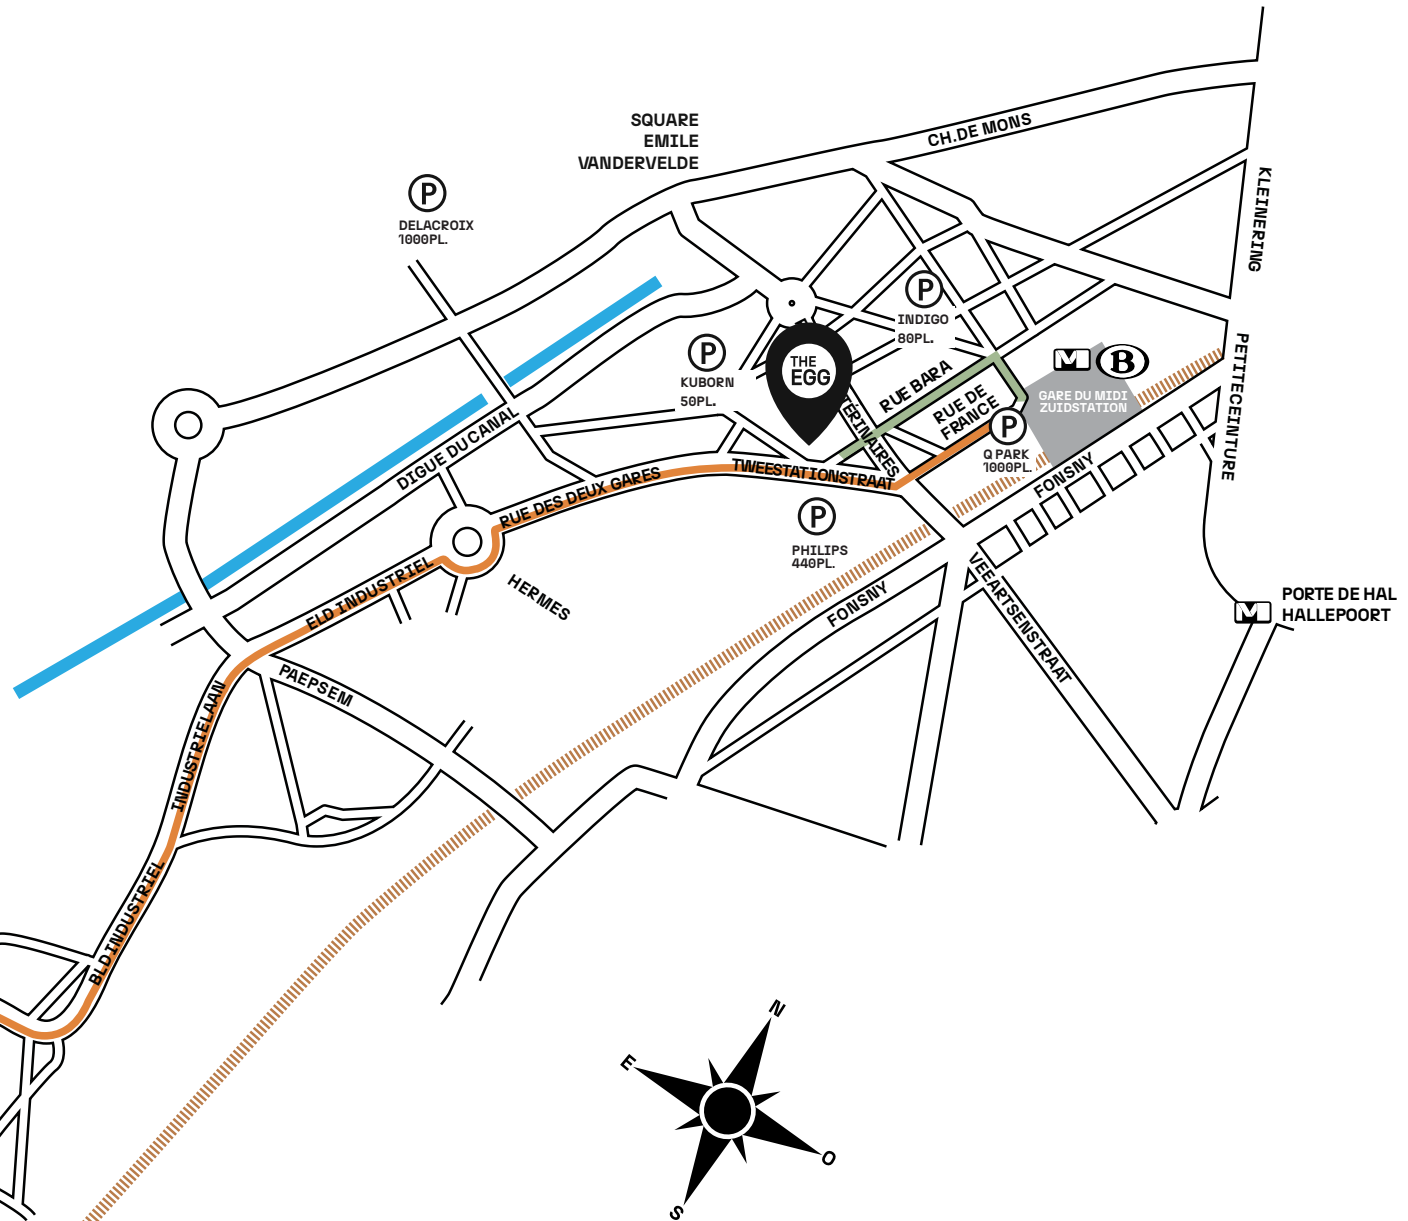 SQUARE
EMILE
VANDERVELDE
CH.DE MONS
KLEINERING
P
DELACROIX
1000PL.
P
INDIGO
80PL.
P
KUBORN
50PL.
THE
EGG
RUE BARA
RUE DE
FRANCE
M
B
GARE DU MIDI
ZUIDSTATION
PETITECEINTURE
P
Q PARK
1000PL.
FONSNY
DIGUE DU CANAL
TÉRINAIRES
TWEESTATIONSTRAAT
RUE DES DEUX GARES
P
PHILIPS
440PL.
HERMES
ELD INDUSTRIEL
FONSNY
VEEARTSENSTRAAT
M
PORTE DE HAL
HALLEPOORT
PAEPSEM
INDUSTRIELAAN
BLD INDUSTRIEL
N
E
O
S